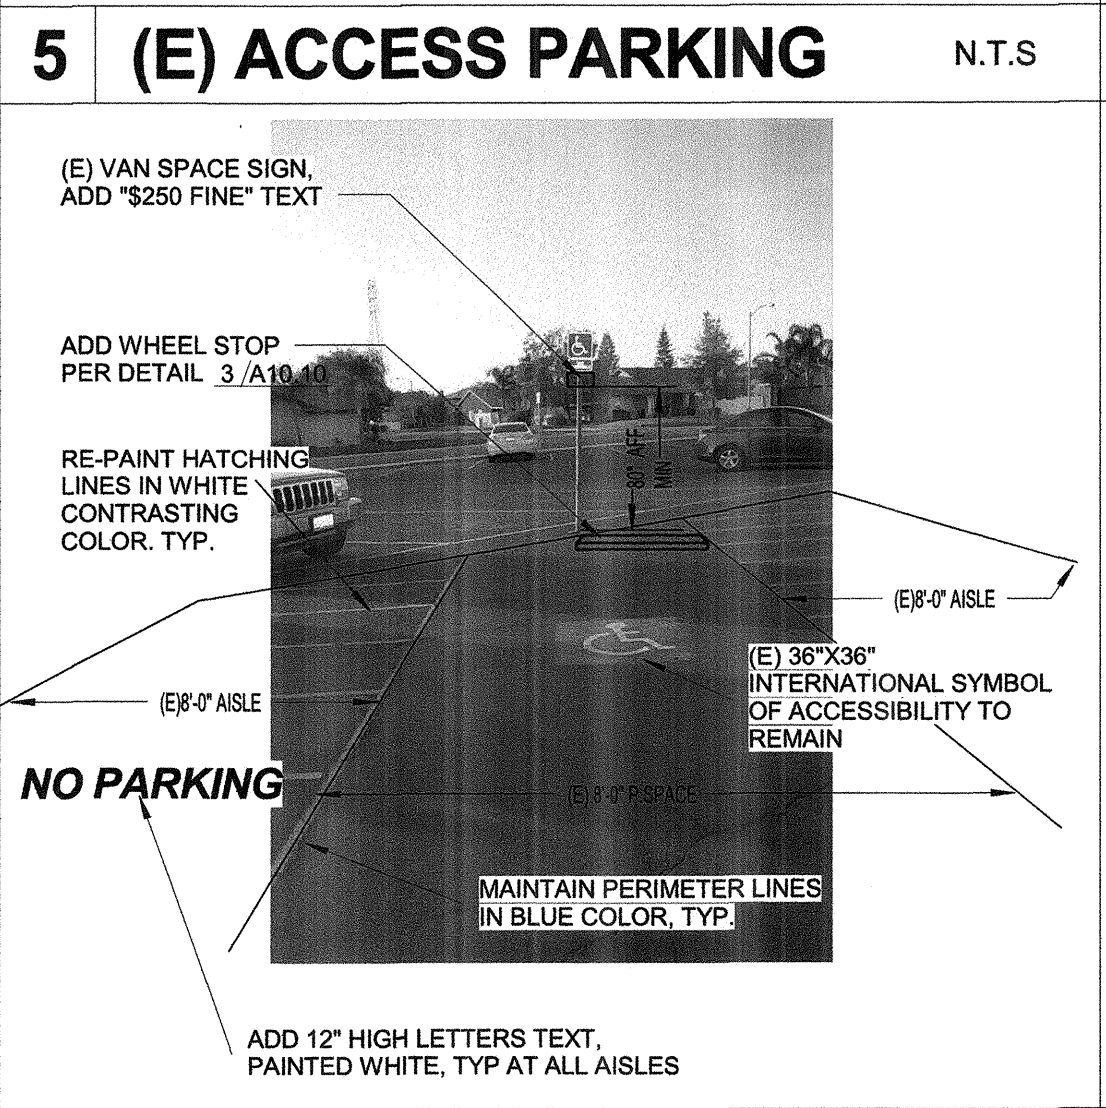 5 (E) ACCESS PARKING N.T.S
(E) VAN SPACE SIGN,
ADD "$250 FINE" TEXT
ADD WHEEL STOP
PER DETAIL 3 /A10.10
80" AFF
MIN
RE-PAINT HATCHING
LINES IN WHITE
CONTRASTING
COLOR. TYP.
(E)8'-0" AISLE
(E) 36"X36"
INTERNATIONAL SYMBOL
OF ACCESSIBILITY TO
REMAIN
(E)8'-0" AISLE
NO PARKING
(E) 8'-0" P.SPACE
MAINTAIN PERIMETER LINES
IN BLUE COLOR, TYP.
ADD 12" HIGH LETTERS TEXT,
PAINTED WHITE, TYP AT ALL AISLES